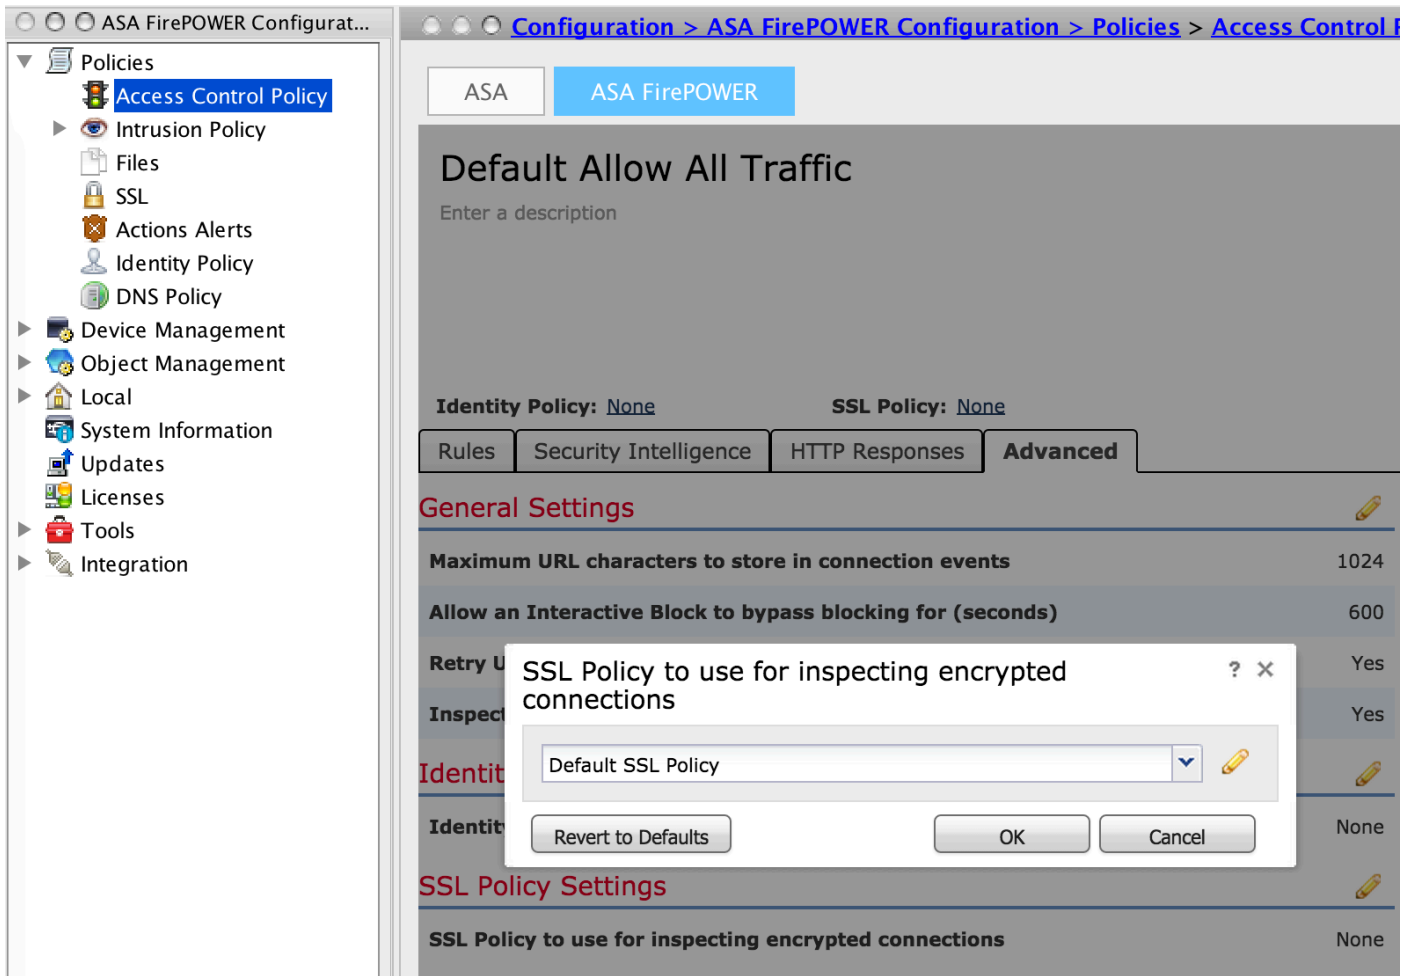 ASA FirePOWER Configurat...
Policies
Access Control Policy
Intrusion Policy
Files
SSL
Actions Alerts
Identity Policy
DNS Policy
Device Management
Object Management
Local
System Information
Updates
Licenses
Tools
Integration
Configuration > ASA FirePOWER Configuration > Policies > Access Control
ASA
ASA FirePOWER
Default Allow All Traffic
Enter a description
Identity Policy: None SSL Policy: None
Rules Security Intelligence HTTP Responses Advanced
General Settings
Maximum URL characters to store in connection events 1024
Allow an Interactive Block to bypass blocking for (seconds) 600
Retry U Yes
Inspect Yes
SSL Policy to use for inspecting encrypted
connections
?
Default SSL Policy
Revert to Defaults OK Cancel
Identit
Identit None
SSL Policy Settings
SSL Policy to use for inspecting encrypted connections None